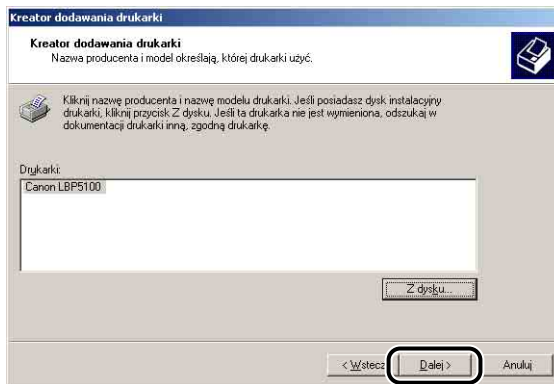 Kreator dodawania drukarki
Kreator dodawania drukarki
Nazwa producenta i model określają, której drukarki użyć.
Kliknij nazwę producenta i nazwę modelu drukarki. Jeśli posiadasz dysk instalacyjny
drukarki, kliknij przycisk Z dysku. Jeśli ta drukarka nie jest wymieniona, odszukaj w
dokumentacji drukarki inną, zgodną drukarkę.
Drukarki:
Canon LBP5100
Z dysku...
< Wstecz
Dalej >
Anuluj